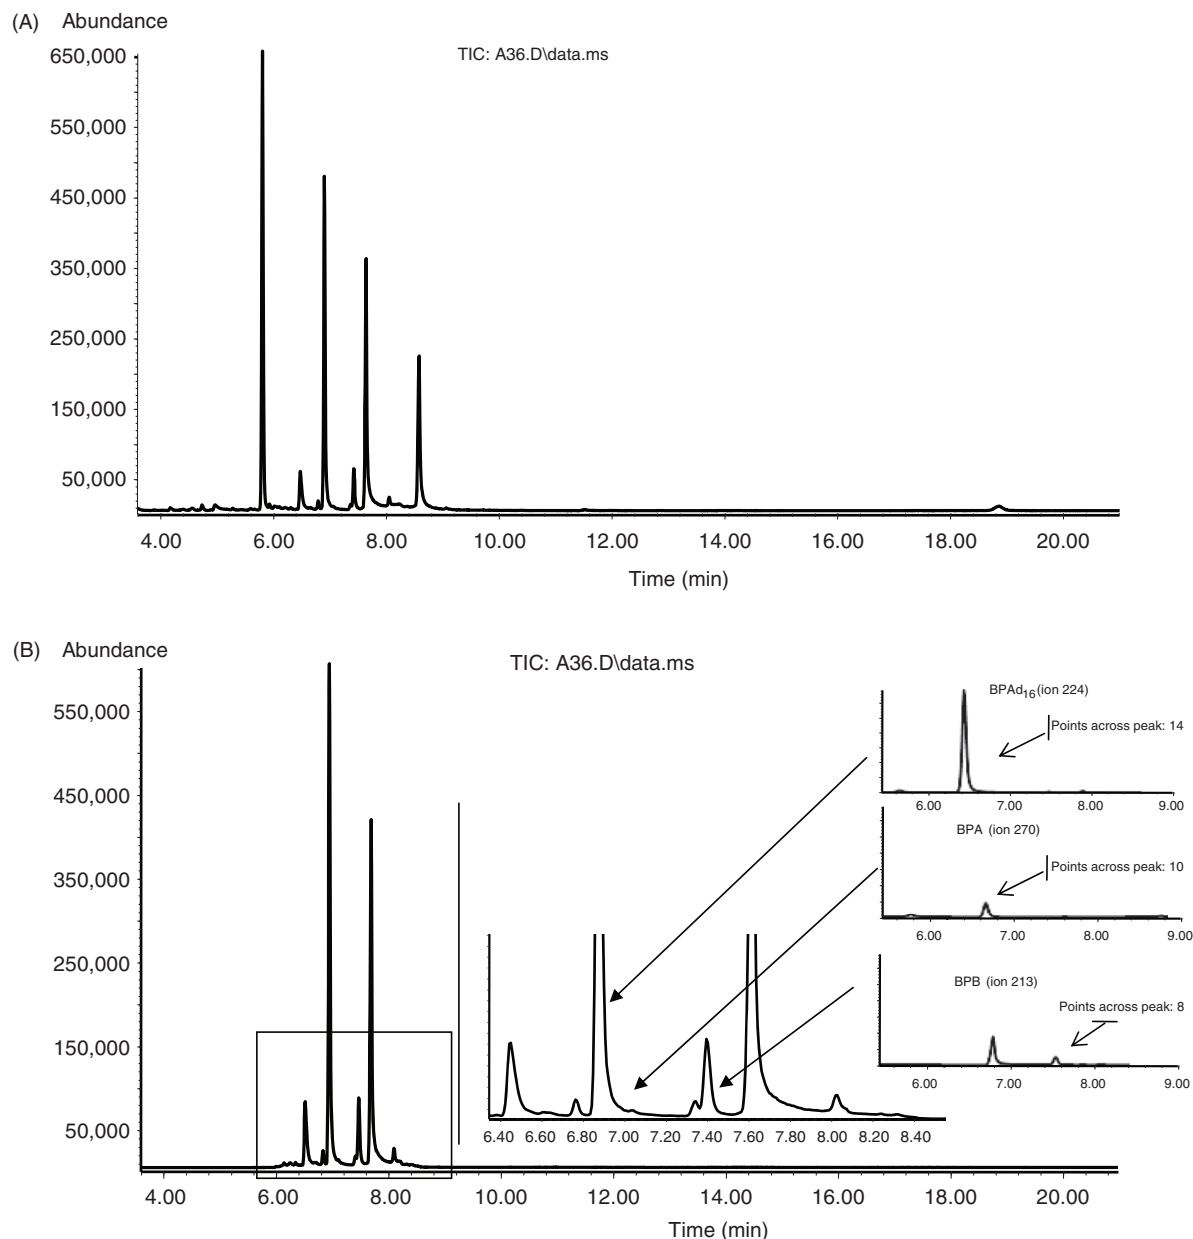 (A) Abundance
TIC: A36.D\data.ms
650,000
550,000
450,000
350,000
250,000
150,000
50,000
4.00 6.00 8.00 10.00 12.00 14.00 16.00 18.00 20.00
Time (min)
(B) Abundance
TIC: A36.D\data.ms
550,000
450,000
350,000
250,000
150,000
50,000
4.00 6.00 8.00 10.00 12.00 14.00 16.00 18.00 20.00
Time (min)
6.40 6.60 6.80 7.00 7.20 7.40 7.60 7.80 8.00 8.20 8.40
BPAd16 (ion 224)
Points across peak: 14
6.00 7.00 8.00 9.00
BPA (ion 270)
Points across peak: 10
6.00 7.00 8.00 9.00
BPB (ion 213)
Points across peak: 8
6.00 7.00 8.00 9.00